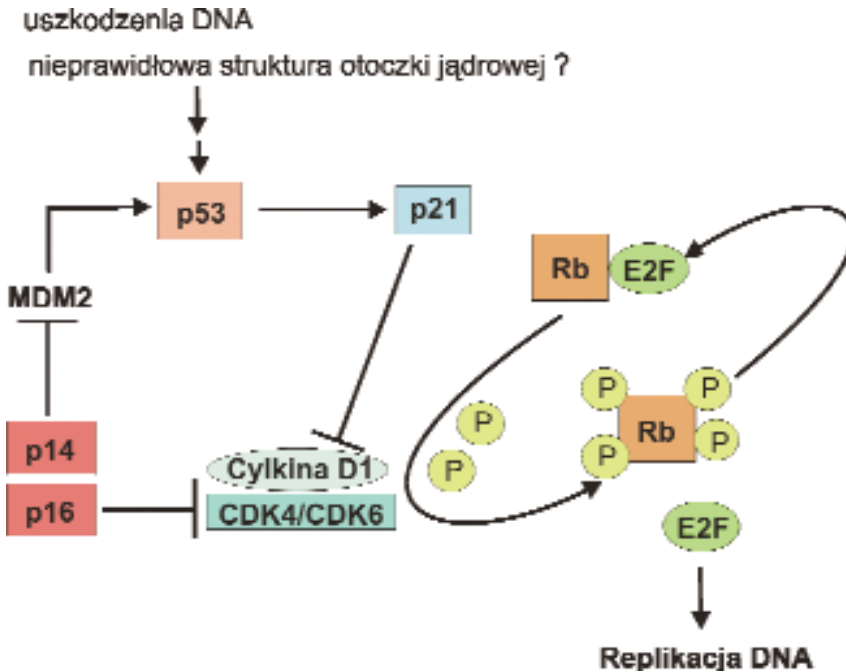 uszkodzenia DNA
nieprawidłowa struktura otoczki jądrowej ?
p53
p21
Rb
E2F
MDM2
P
P
P
Rb
P
P
P
p14
Cylkina D1
p16
CDK4/CDK6
E2F
Replikacja DNA